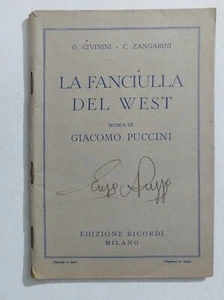 G. CIVININI - C. ZANGARINI
LA FANCIULLA
DEL WEST
MUSICA DI
GIACOMO PUCCINI
EDIZIONE RICORDI
MILANO